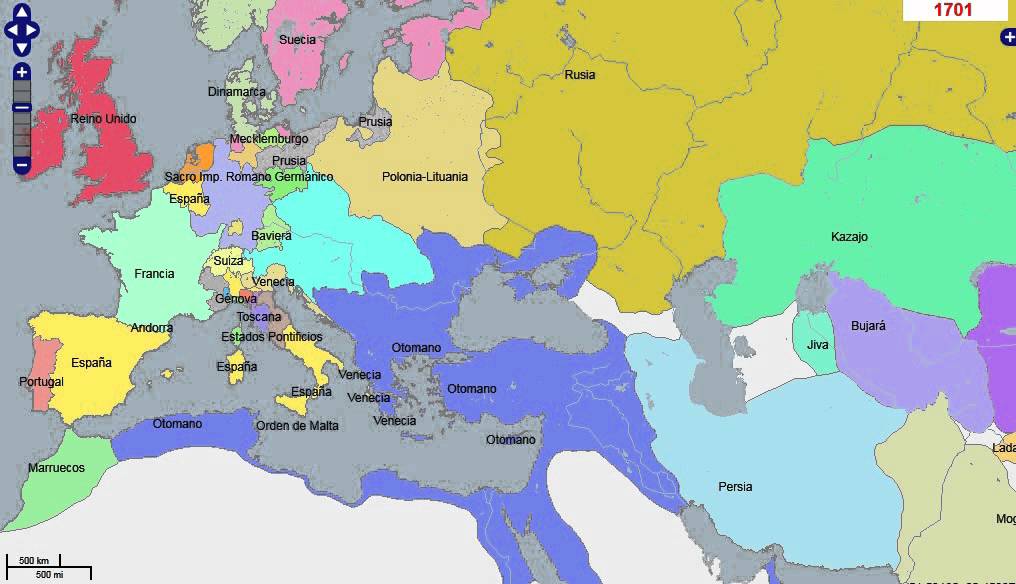 1701
Suecia
Rusia
Dinamarca
Reino Unido
Prusia
Mecklemburgo
Prusia
Sacro Imp. Romano Germánico
Polonia-Lituania
España
Baviera
Kazajo
Suiza
Francia
Venecia
Génova
Toscana
Andorra
Bujará
Estados Pontificios
Jiva
Otomano
España
España
Venecia
Portugal
Otomano
España
Venecia
Venecia
Otomano
Orden de Malta
Otomano
Lada
Marruecos
Persia
Mog
500 km
500 mi